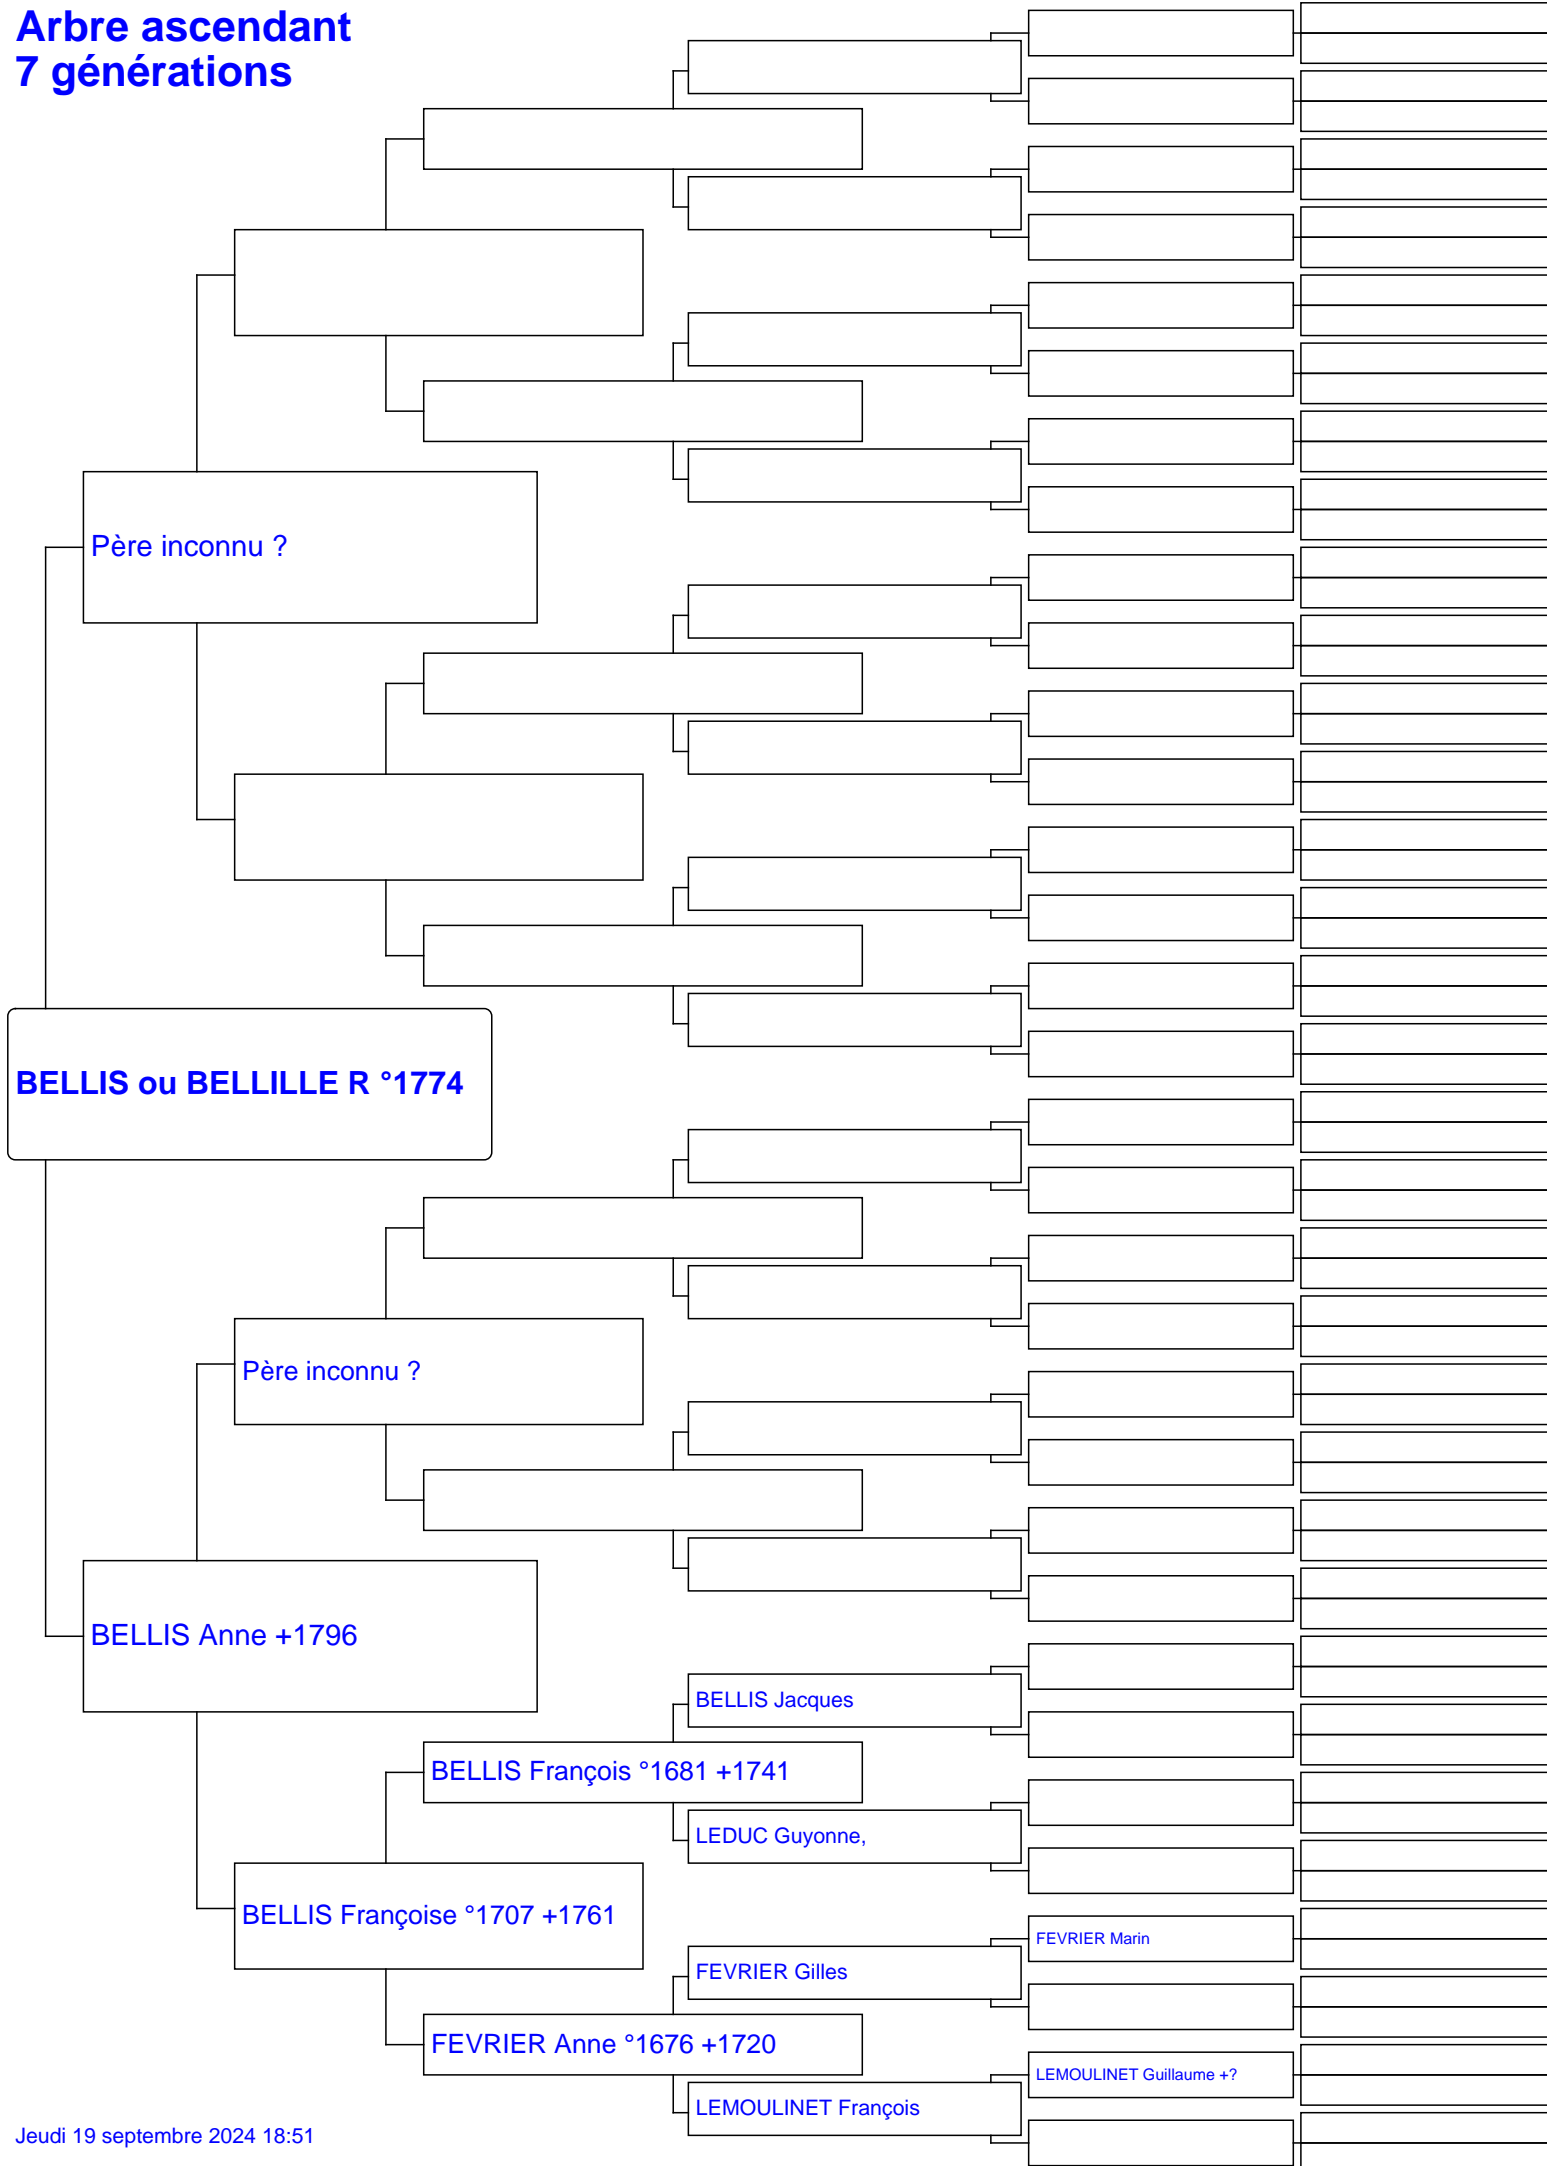 Arbre ascendant
7 générations
Père inconnu ?
BELLIS ou BELLILLE R °1774
Père inconnu ?
BELLIS Anne +1796
BELLIS Jacques
BELLIS François °1681 +1741
LEDUC Guyonne,
BELLIS Françoise °1707 +1761
FEVRIER Marin
FEVRIER Gilles
FEVRIER Anne °1676 +1720
LEMOULINET Guillaume +?
LEMOULINET François
Jeudi 19 septembre 2024 18:51